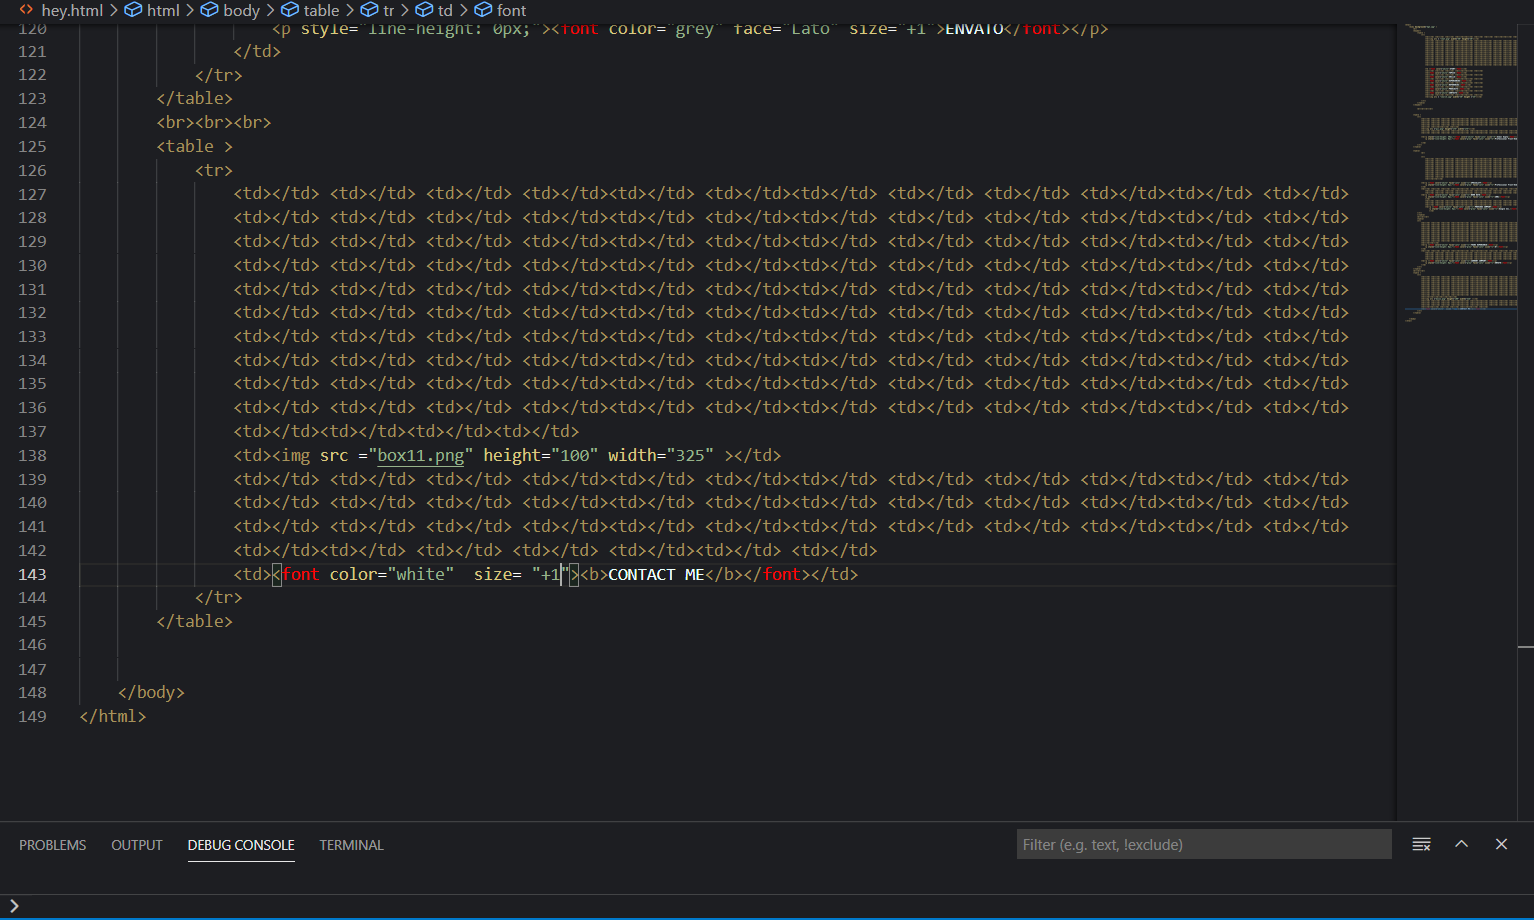 hey.html > html > body > table > tr > td > font
120 <p style="line-height: 0px;"><font color="grey" face="Lato" size="+1">ENVATO</font></p>
121 </td>
122 </tr>
123 </table>
124 <br><br><br>
125 <table >
126 <tr>
127 <td></td> <td></td> <td></td> <td></td><td></td> <td></td><td></td> <td></td> <td></td> <td></td><td></td> <td></td>
128 <td></td> <td></td> <td></td> <td></td><td></td> <td></td><td></td> <td></td> <td></td> <td></td><td></td> <td></td>
129 <td></td> <td></td> <td></td> <td></td><td></td> <td></td><td></td> <td></td> <td></td> <td></td><td></td> <td></td>
130 <td></td> <td></td> <td></td> <td></td><td></td> <td></td><td></td> <td></td> <td></td> <td></td><td></td> <td></td>
131 <td></td> <td></td> <td></td> <td></td><td></td> <td></td><td></td> <td></td> <td></td> <td></td><td></td> <td></td>
132 <td></td> <td></td> <td></td> <td></td><td></td> <td></td><td></td> <td></td> <td></td> <td></td><td></td> <td></td>
133 <td></td> <td></td> <td></td> <td></td><td></td> <td></td><td></td> <td></td> <td></td> <td></td><td></td> <td></td>
134 <td></td> <td></td> <td></td> <td></td><td></td> <td></td><td></td> <td></td> <td></td> <td></td><td></td> <td></td>
135 <td></td> <td></td> <td></td> <td></td><td></td> <td></td><td></td> <td></td> <td></td> <td></td><td></td> <td></td>
136 <td></td> <td></td> <td></td> <td></td><td></td> <td></td><td></td> <td></td> <td></td> <td></td><td></td> <td></td>
137 <td></td><td></td><td></td><td></td>
138 <td><img src ="box11.png" height="100" width="325" ></td>
139 <td></td> <td></td> <td></td> <td></td><td></td> <td></td><td></td> <td></td> <td></td> <td></td><td></td> <td></td>
140 <td></td> <td></td> <td></td> <td></td><td></td> <td></td><td></td> <td></td> <td></td> <td></td><td></td> <td></td>
141 <td></td> <td></td> <td></td> <td></td><td></td> <td></td><td></td> <td></td> <td></td> <td></td><td></td> <td></td>
142 <td></td><td></td> <td></td> <td></td> <td></td><td></td> <td></td>
143 <td><font color="white"  size= "+1"><b>CONTACT ME</b></font></td>
144 </tr>
145 </table>
146
147
148 </body>
149 </html>
PROBLEMS OUTPUT DEBUG CONSOLE TERMINAL Filter (e.g. text, !exclude)